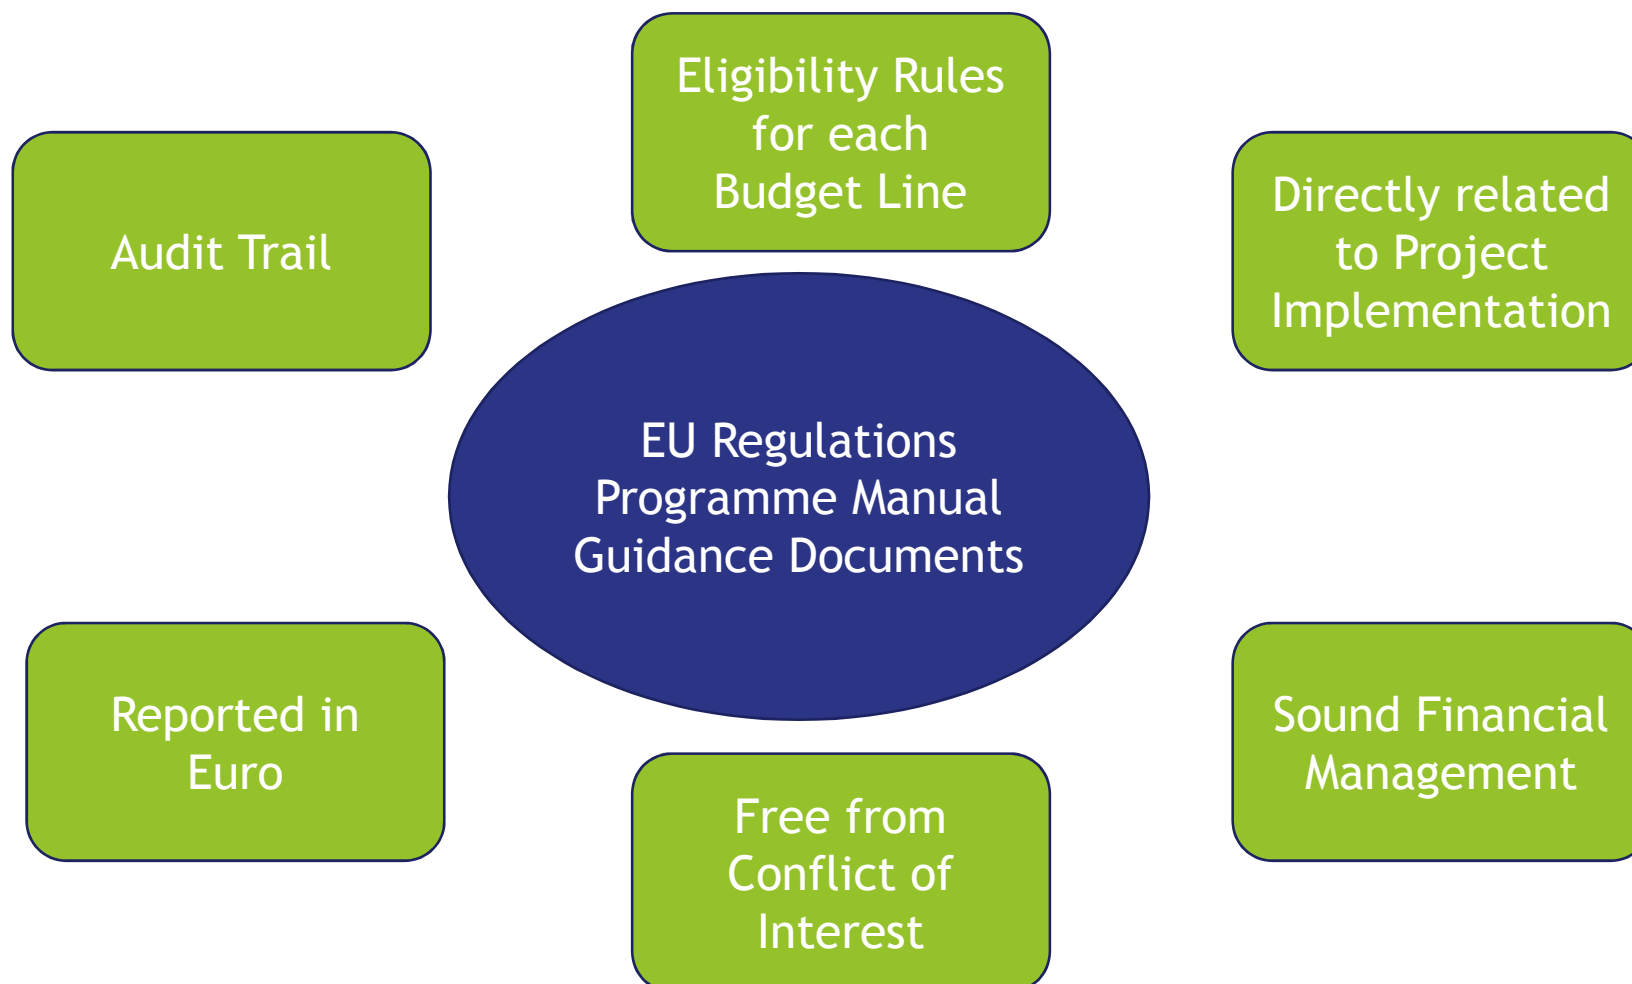 Eligibility Rules
for each
Budget Line
Audit Trail
Directly related
to Project
Implementation
EU Regulations
Programme Manual
Guidance Documents
Reported in
Euro
Sound Financial
Management
Free from
Conflict of
Interest